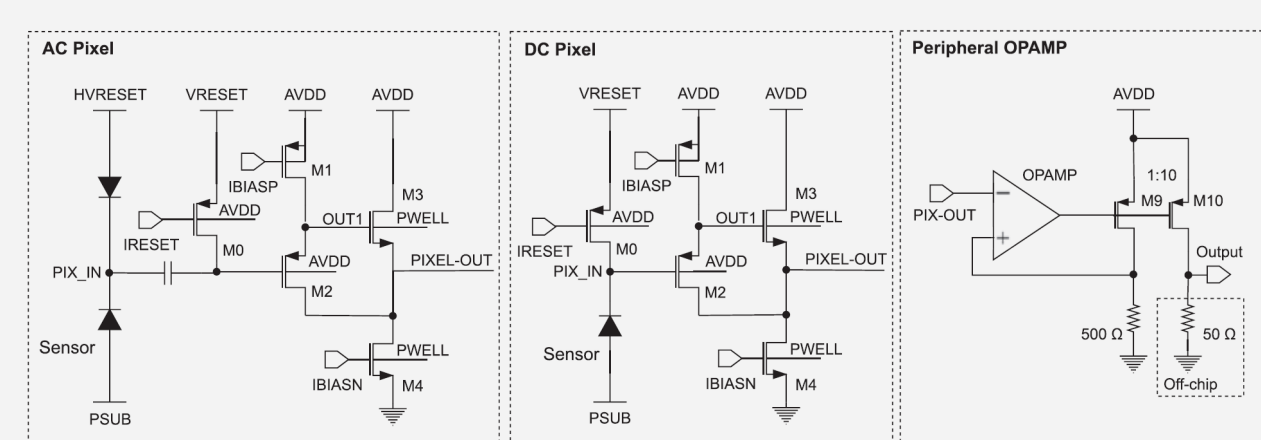 AC Pixel
HVRESET
VRESET
AVDD
AVDD
M1
IBIASP
M3
AVDD
OUT1
PWELL
IRESET
M0
PIX_IN
AVDD
PIXEL-OUT
M2
Sensor
PWELL
IBIASN
M4
PSUB
DC Pixel
VRESET
AVDD
AVDD
M1
IBIASP
M3
AVDD
OUT1
PWELL
IRESET
M0
PIX_IN
AVDD
PIXEL-OUT
M2
Sensor
PWELL
IBIASN
M4
PSUB
Peripheral OPAMP
AVDD
OPAMP
1:10
PIX-OUT
M9
M10
Output
500 Ω
50 Ω
Off-chip